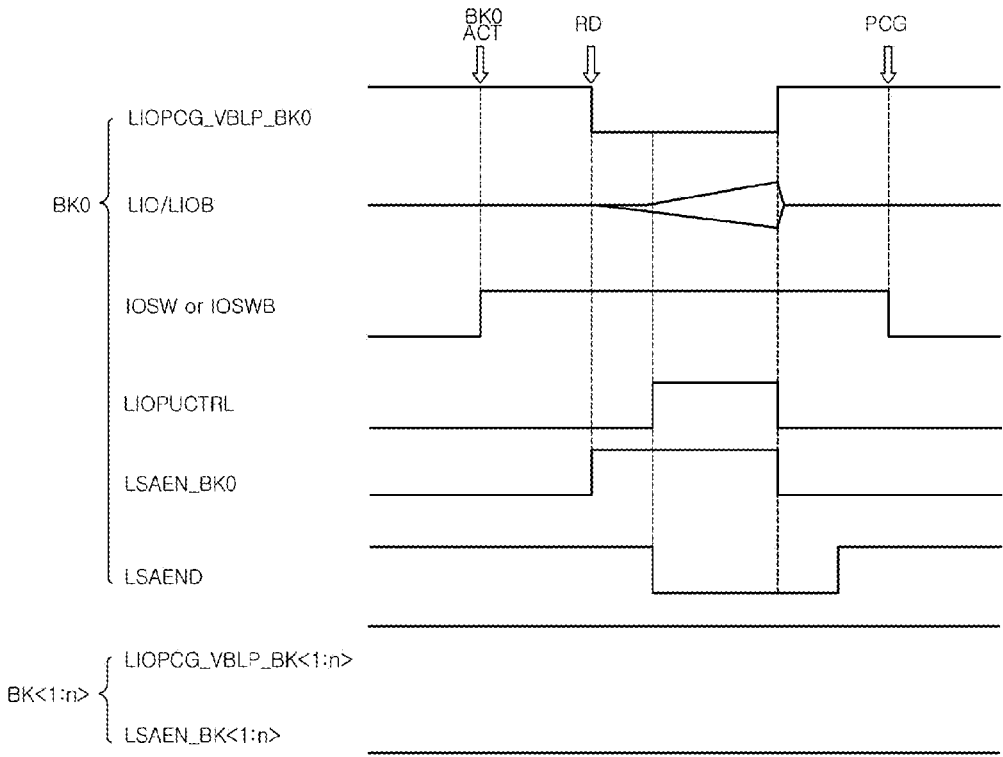 BK0
ACT
RD
PCG
LIOPCG_VBLP_BK0
BK0
LIO/LIOB
IOSW or IOSWB
LIOPUCTRL
LSAEN_BK0
LSAEND
LIOPCG_VBLP_BK<1:n>
BK<1:n>
LSAEN_BK<1:n>